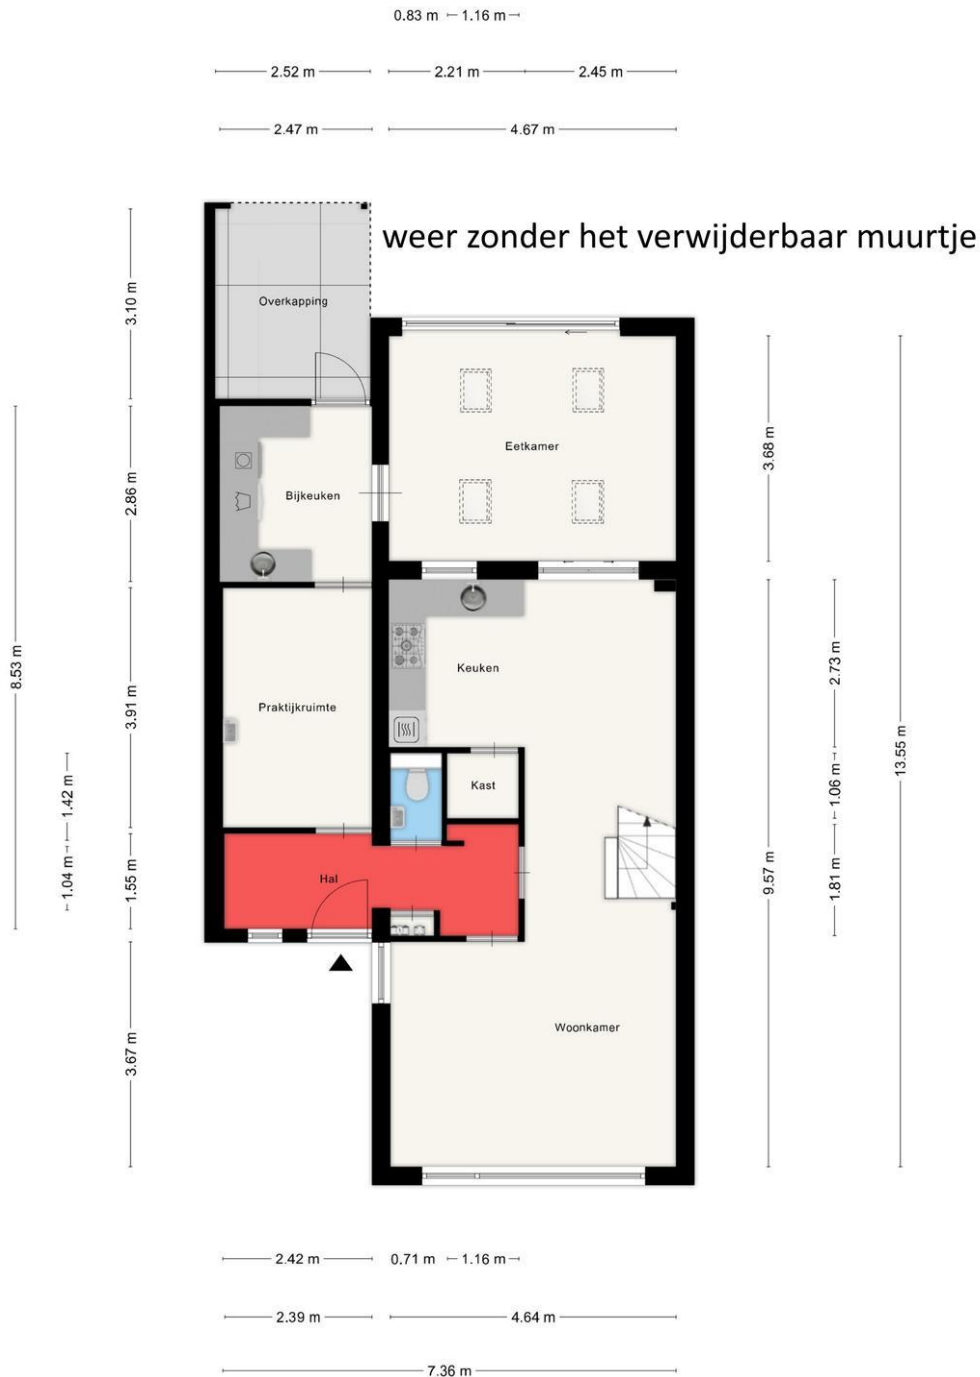 0.83 m 1.16 m
2.52 m 2.21 m 2.45 m
2.47 m 4.67 m
weer zonder het verwijderbaar muurtje
Overkapping
3.10 m
Eetkamer
3.68 m
Bijkeuken
2.86 m
8.53 m
Keuken
2.73 m
Praktijkruimte
3.91 m
13.55 m
Kast
1.42 m
1.06 m
Hal
1.04 m
1.55 m
9.57 m
1.81 m
Woonkamer
3.67 m
2.42 m 0.71 m 1.16 m
2.39 m 4.64 m
7.36 m